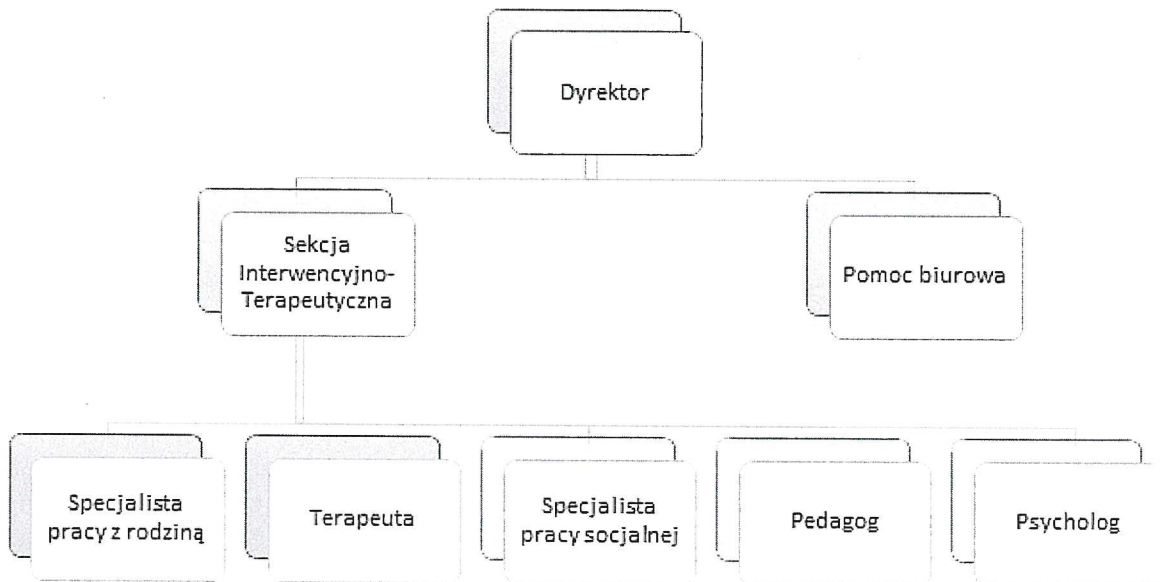 Dyrektor
Sekcja
Interwencyjno-
Terapeutyczna
Pomoc biurowa
Specjalista
pracy z rodziną
Terapeuta
Specjalista
pracy socjalnej
Pedagog
Psycholog